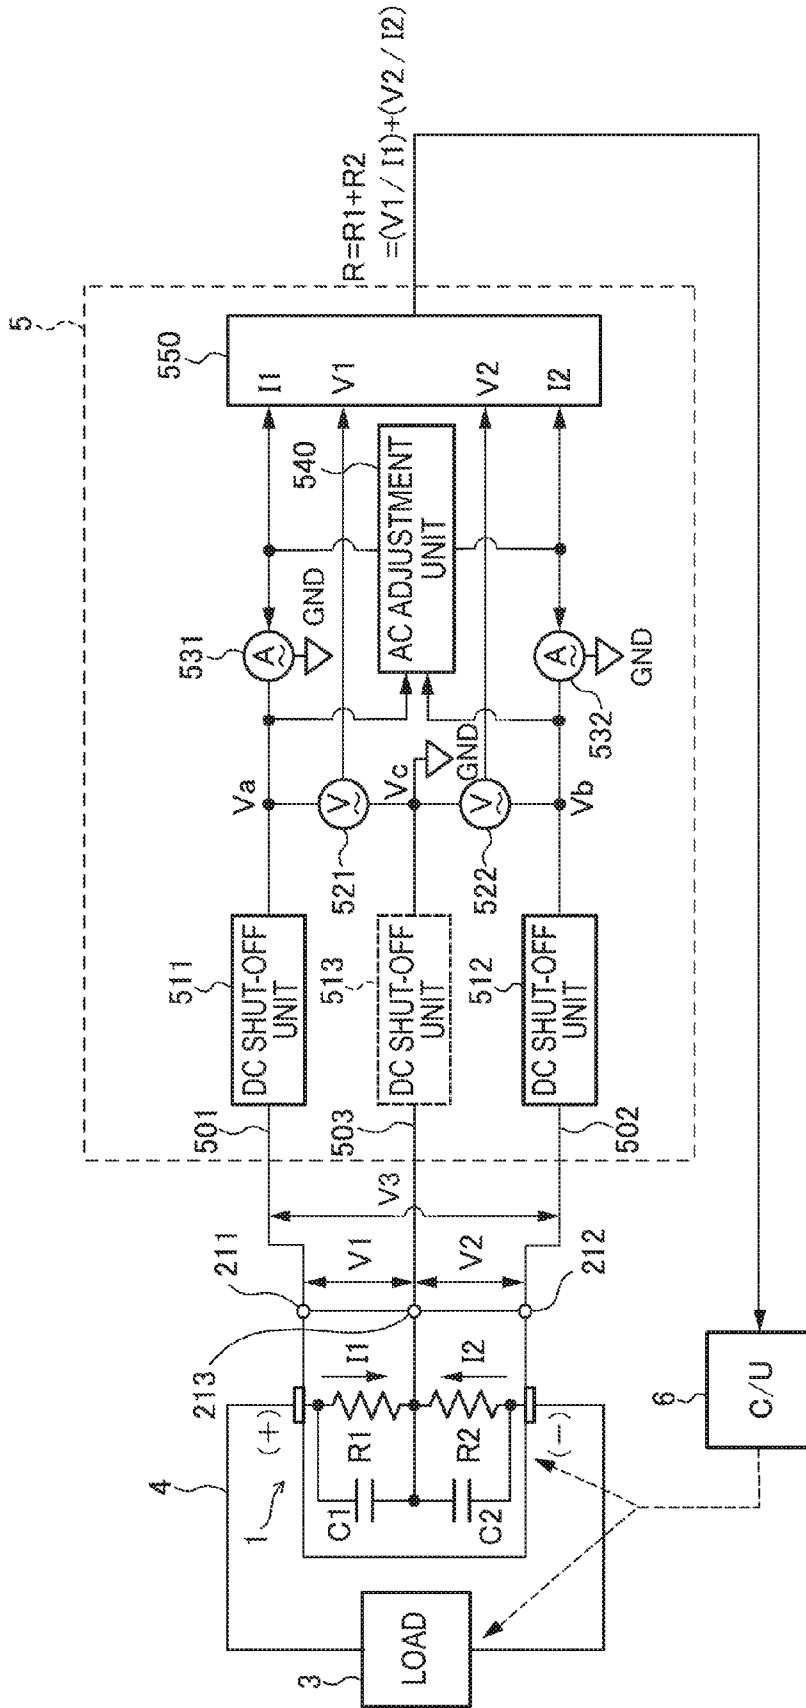 5
R=R1+R2
=(V1 / I1)+(V2 / I2)
550
I1
V1
V2
I2
540
AC ADJUSTMENT
UNIT
531
A
GND
532
A
GND
Va
521
V
Vc
GND
522
V
Vb
511
DC SHUT-OFF
UNIT
513
DC SHUT-OFF
UNIT
512
DC SHUT-OFF
UNIT
501
503
502
V3
V1
V2
211
212
213
I1
I2
(+)
R1
R2
(-)
1
C1
C2
4
3
LOAD
6
C/U